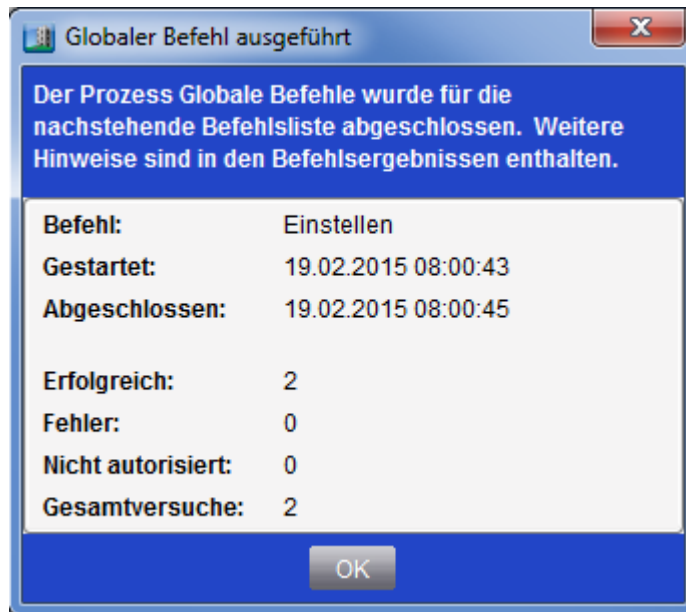 Globaler Befehl ausgeführt
Der Prozess Globale Befehle wurde für die
nachstehende Befehlsliste abgeschlossen. Weitere
Hinweise sind in den Befehlsergebnissen enthalten.
Befehl: Einstellen
Gestartet: 19.02.2015 08:00:43
Abgeschlossen: 19.02.2015 08:00:45
Erfolgreich: 2
Fehler: 0
Nicht autorisiert: 0
Gesamtversuche: 2
OK